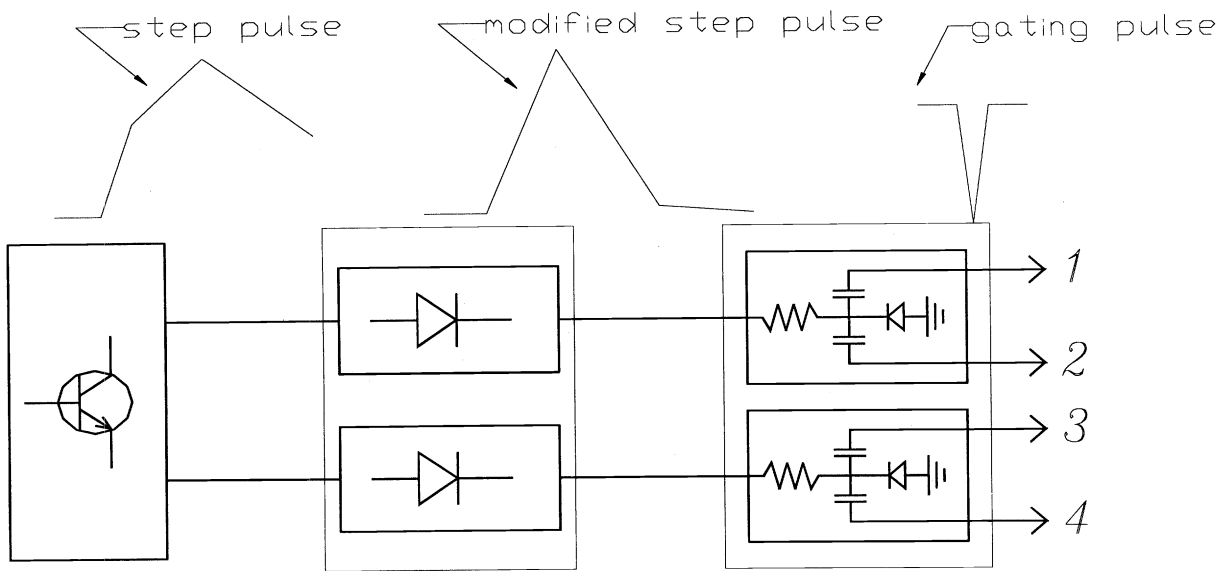 step pulse
modified step pulse
gating pulse
1
2
3
4